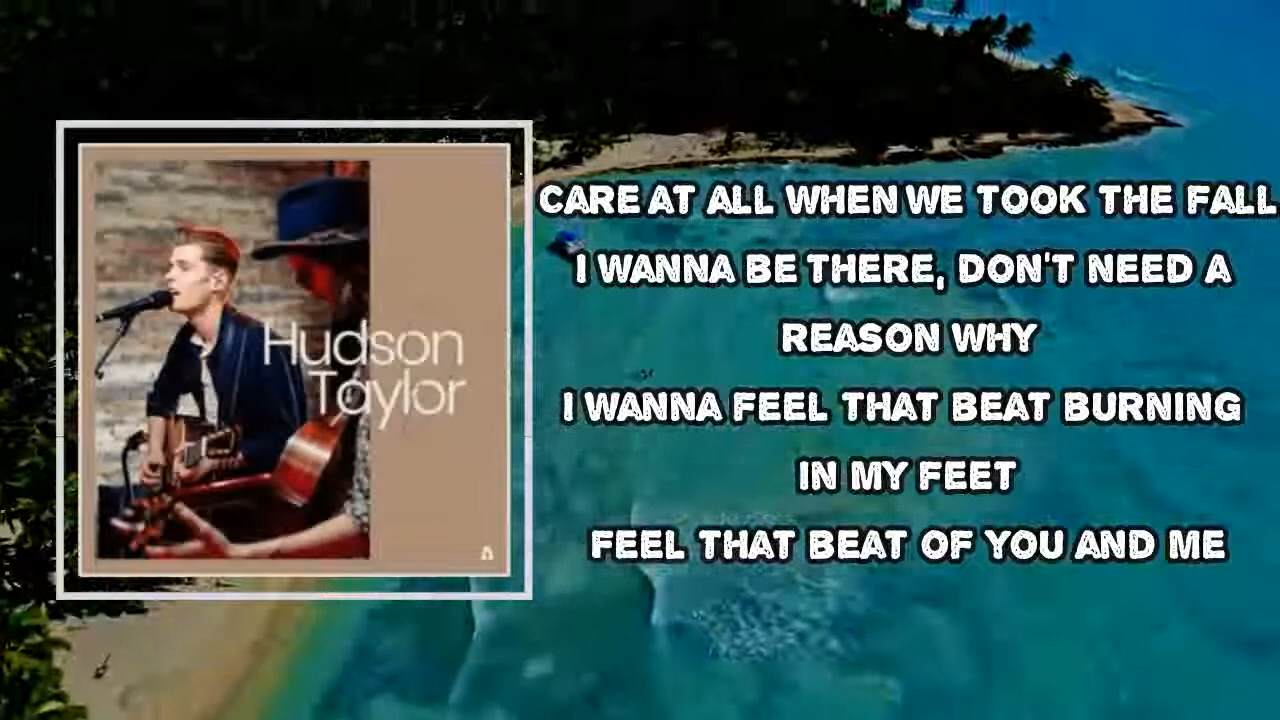 Hudson
Taylor
CARE AT ALL WHEN WE TOOK THE FALL
I WANNA BE THERE, DON'T NEED A
REASON WHY
I WANNA FEEL THAT BEAT BURNING
IN MY FEET
FEEL THAT BEAT OF YOU AND ME